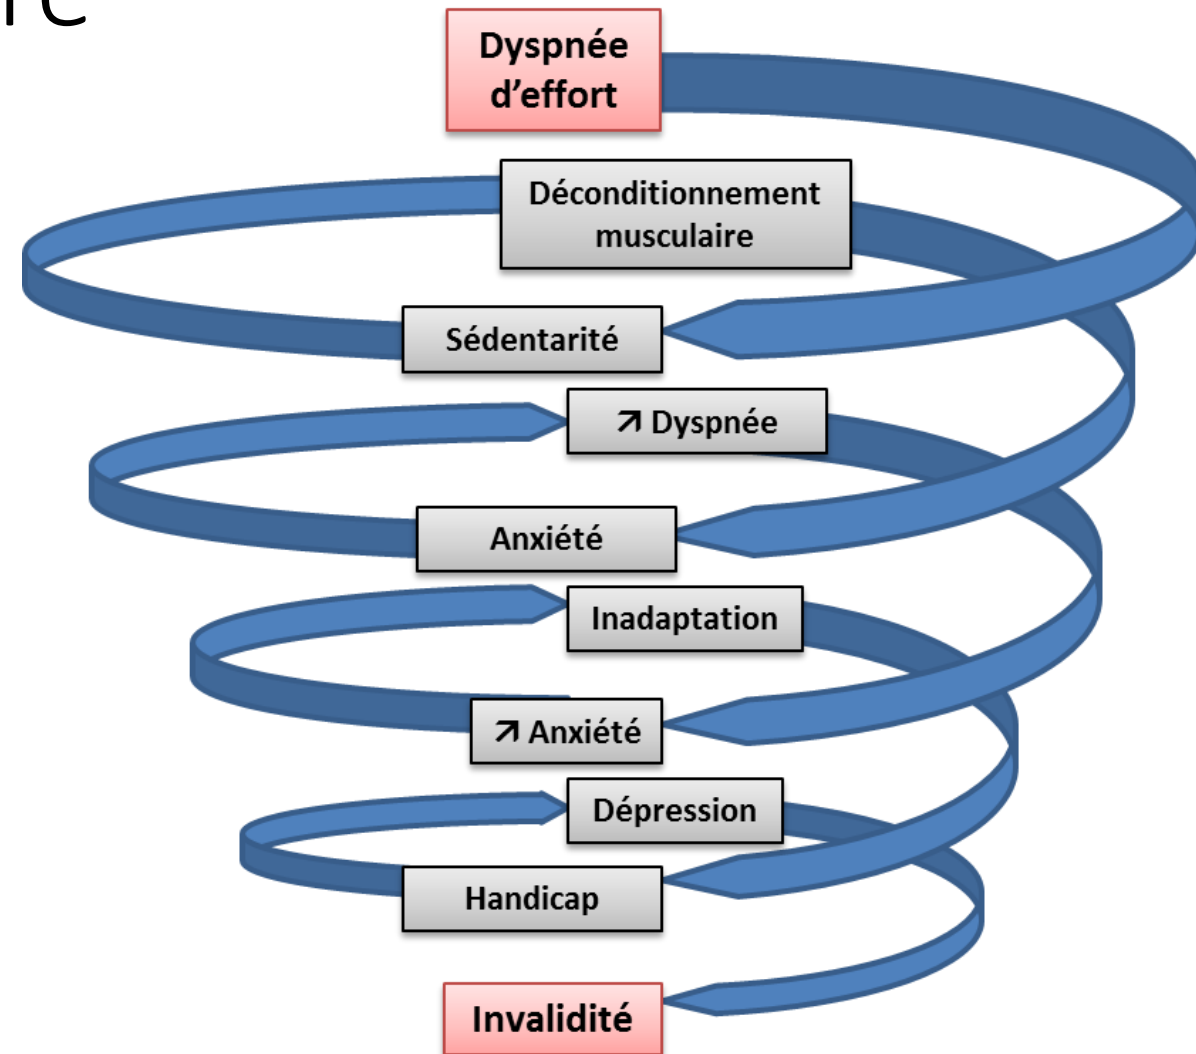 Dyspnée
d'effort
Déconditionnement
musculaire
Sédentarité
↗ Dyspnée
Anxiété
Inadaptation
↗ Anxiété
Dépression
Handicap
Invalidité